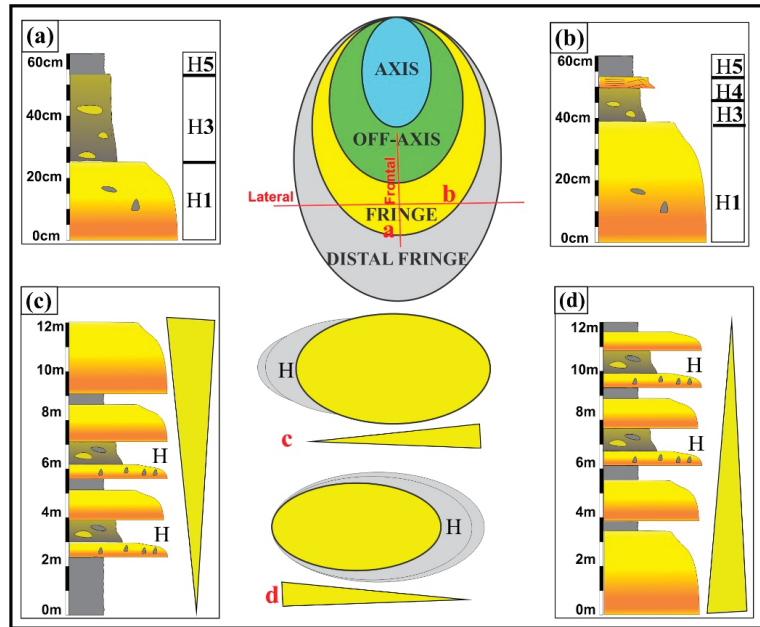 (a)
60cm
40cm
20cm
0cm
H5
H3
H1
AXIS
OFF-AXIS
Frontal
Lateral
b
FRINGE
a
DISTAL FRINGE
(b)
60cm
40cm
20cm
0cm
H5
H4
H3
H1
(c)
12m
10m
8m
6m
4m
2m
0m
H
H
H
c
H
d
(d)
12m
10m
8m
6m
4m
2m
0m
H
H